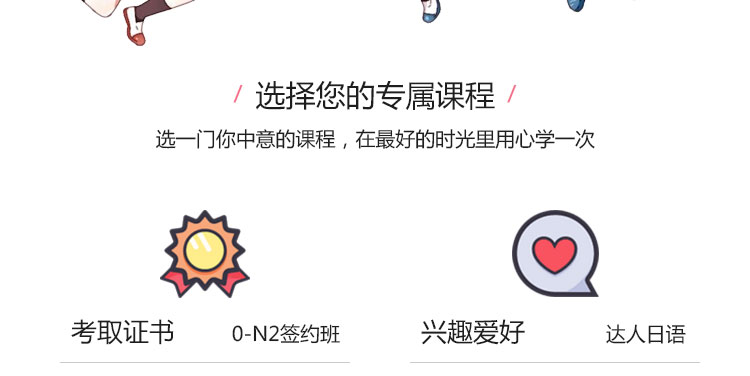 / 选择您的专属课程 /
选一门你中意的课程，在最好的时光里用心学一次
考取证书 0-N2签约班
兴趣爱好 达人日语